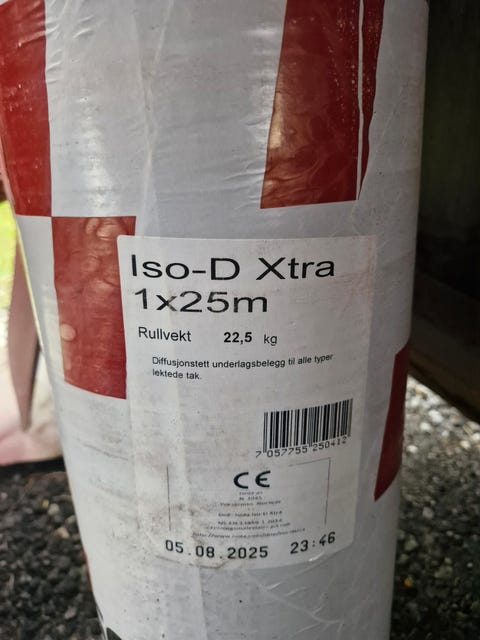 Iso-D Xtra
1x25m
Rullvekt 22,5 kg
Diffusjonstett underlagsbelegg til alle typer
lektede tak.
7 057755 250412
CE
05.08.2025 23:46